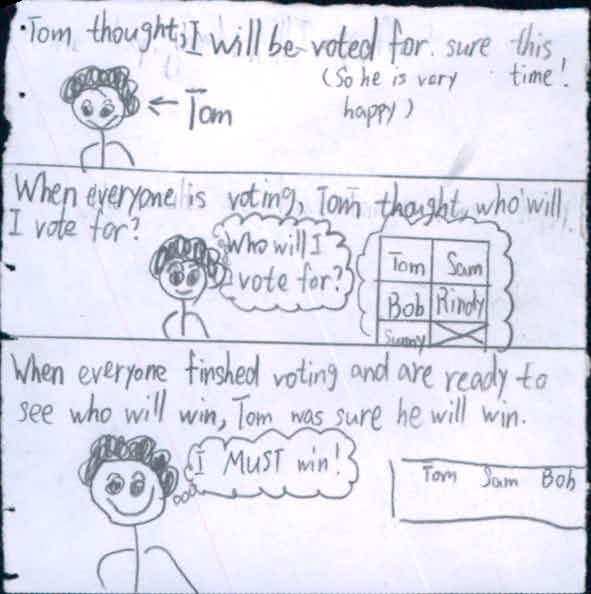 Tom thought, I will be voted for sure this time!
(So he is very happy)
← Tom
When everyone is voting, Tom thought, who will
I vote for?
Who will I
vote for?
Tom Sam
Bob Rindy
Sunny
When everyone finshed voting and are ready to
see who will win, Tom was sure he will win.
I MUST win!
Tom Sam Bob